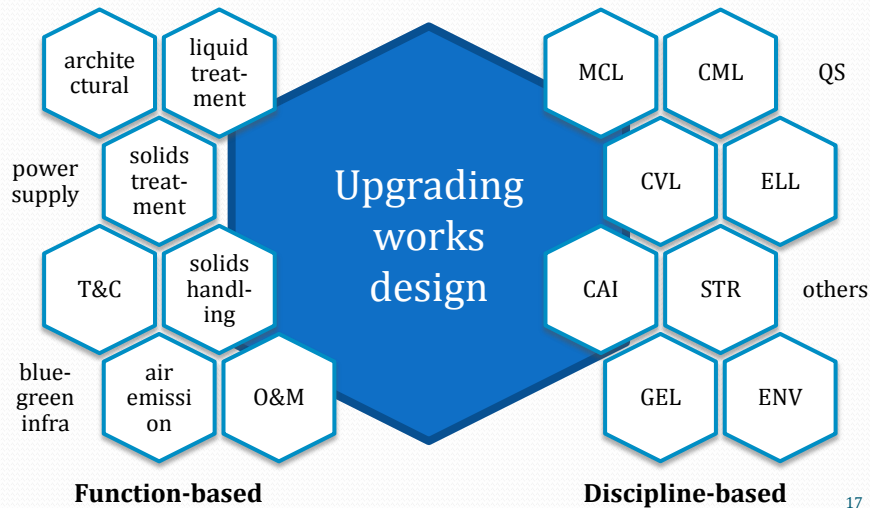 archite
ctural
liquid
treat-
ment
power
supply
solids
treat-
ment
T&C
solids
handl-
ing
blue-
green
infra
air
emissi
on
O&M
Function-based
Upgrading
works
design
MCL
CML
QS
CVL
ELL
CAI
STR
others
GEL
ENV
Discipline-based
17